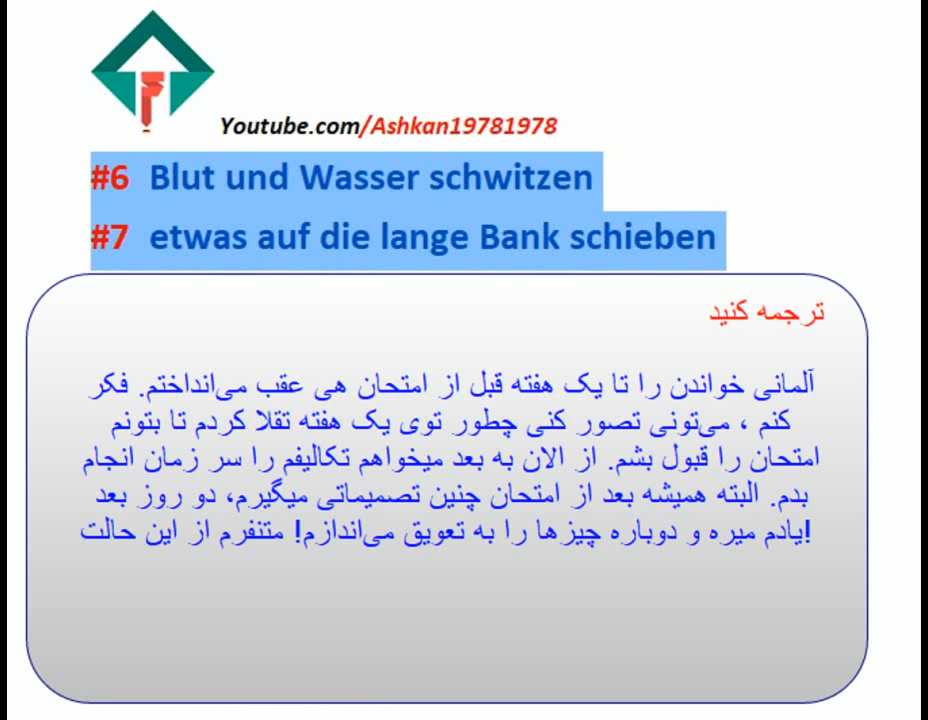 Youtube.com/Ashkan19781978
#6 Blut und Wasser schwitzen
#7 etwas auf die lange Bank schieben
ترجمه کنید
آلمانی خواندن را تا یک هفته قبل از امتحان هی عقب می‌انداختم. فکر
کنم ، می‌تونی تصور کنی چطور توی یک هفته تقلا کردم تا بتونم
امتحان را قبول بشم. از الان به بعد میخواهم تکالیفم را سر زمان انجام
بدم. البته همیشه بعد از امتحان چنین تصمیماتی میگیرم، دو روز بعد
یادم میره و دوباره چیزها را به تعویق می‌اندازم! متنفرم از این حالت!